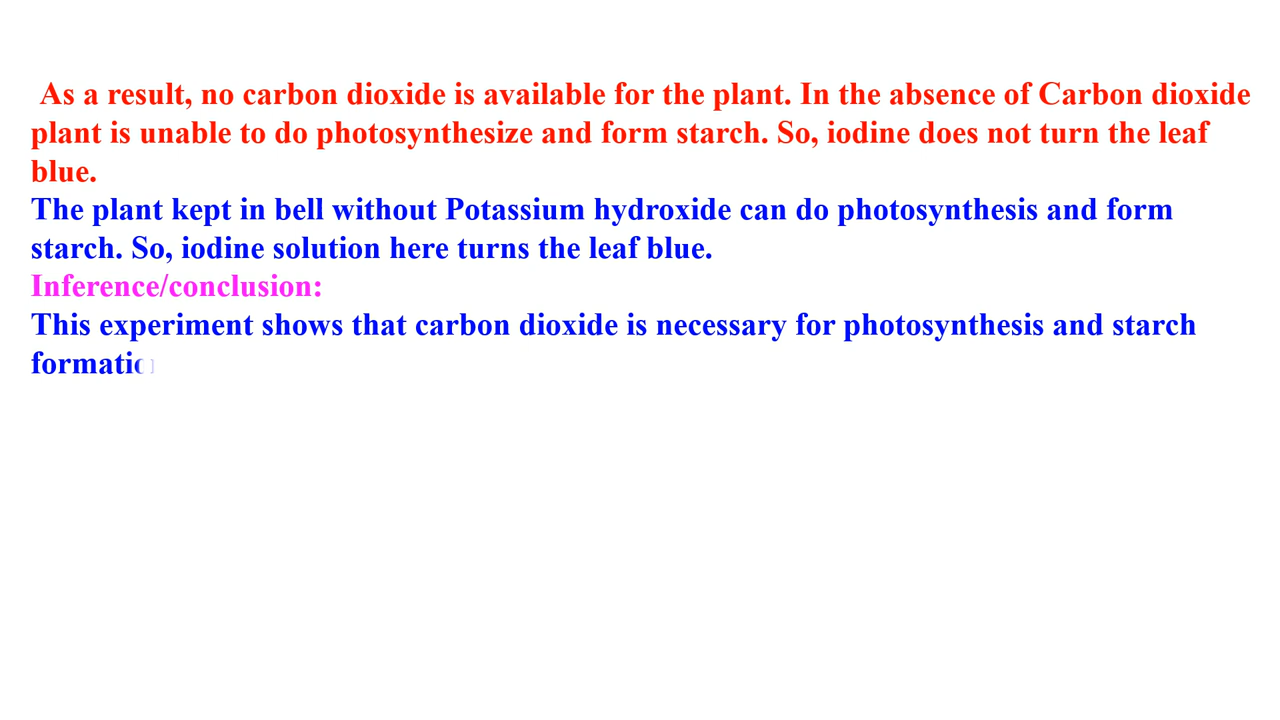 As a result, no carbon dioxide is available for the plant. In the absence of Carbon dioxide
plant is unable to do photosynthesize and form starch. So, iodine does not turn the leaf
blue.
The plant kept in bell without Potassium hydroxide can do photosynthesis and form
starch. So, iodine solution here turns the leaf blue.
Inference/conclusion:
This experiment shows that carbon dioxide is necessary for photosynthesis and starch
formation